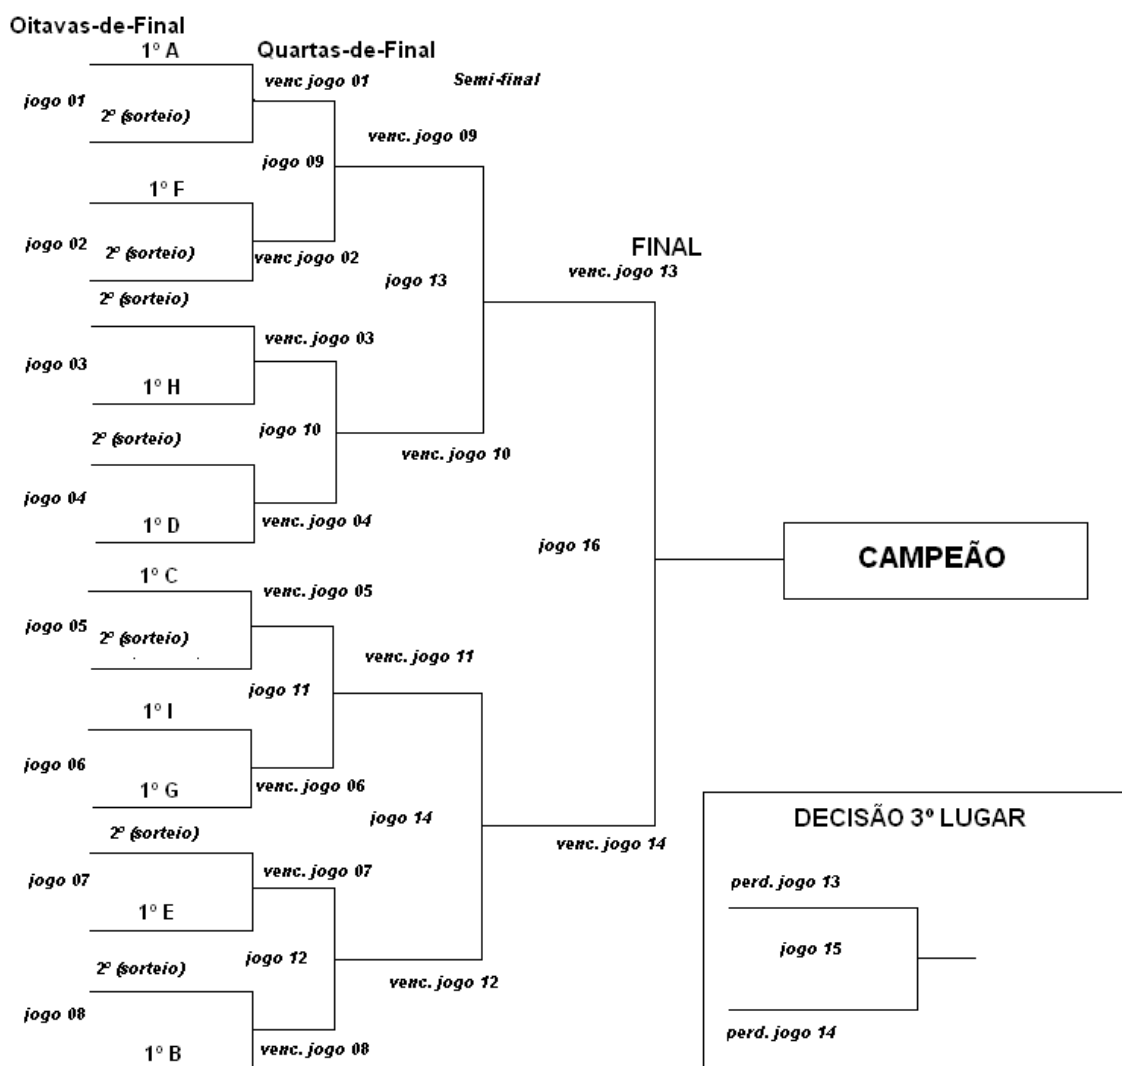 Oitavas-de-Final
1º A
Quartas-de-Final
venc jogo 01
Semi-final
jogo 01
2º (sorteio)
venc. jogo 09
jogo 09
1º F
jogo 02
2º (sorteio)
venc jogo 02
FINAL
venc. jogo 13
jogo 13
2º (sorteio)
venc. jogo 03
jogo 03
1º H
2º (sorteio)
jogo 10
venc. jogo 10
jogo 04
1º D
venc. jogo 04
jogo 16
CAMPEÃO
1º C
venc. jogo 05
jogo 05
2º (sorteio)
venc. jogo 11
jogo 11
1º I
jogo 06
1º G
venc. jogo 06
jogo 14
2º (sorteio)
venc. jogo 14
DECISÃO 3º LUGAR
venc. jogo 07
jogo 07
perd. jogo 13
1º E
jogo 12
jogo 15
2º (sorteio)
venc. jogo 12
jogo 08
perd. jogo 14
1º B
venc. jogo 08